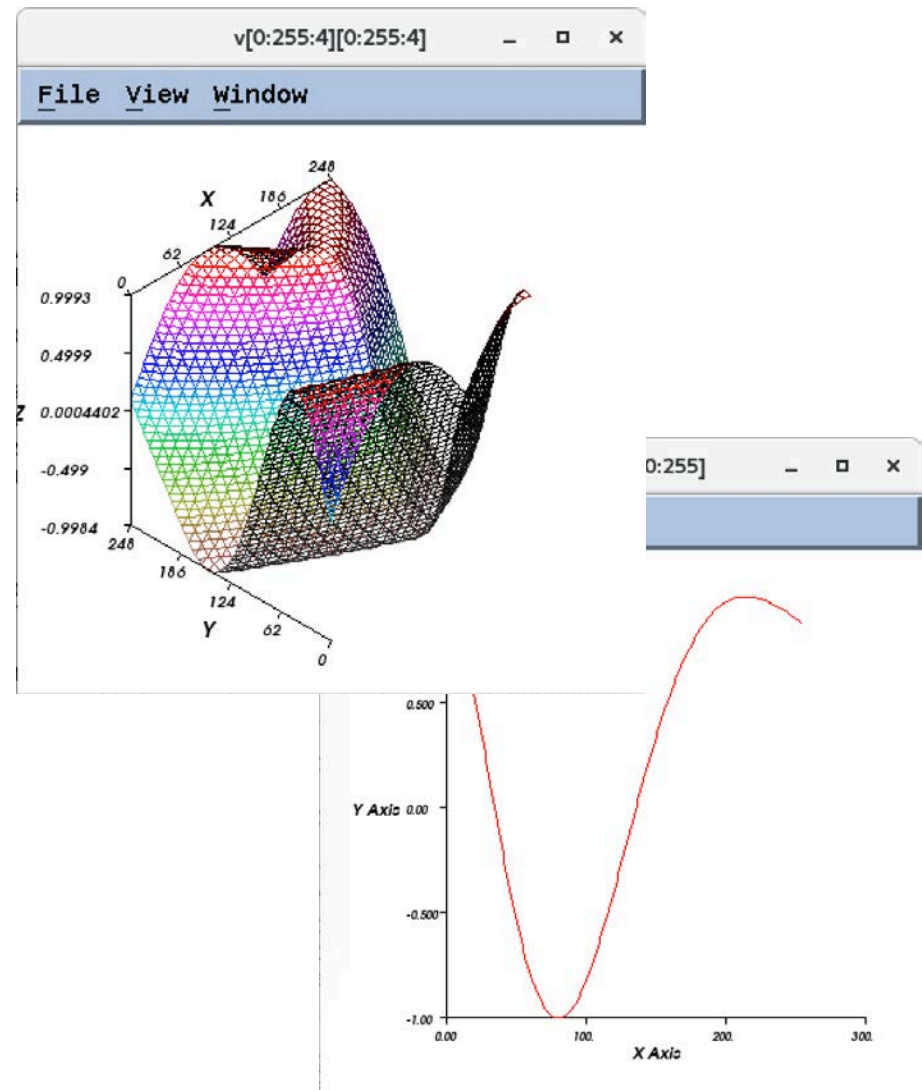 v[0:255:4][0:255:4]
File View Window
248
X
186
124
62
0
0.9993
0.4999
Z 0.0004402
-0.499
-0.9984
248
186
124
Y
62
0
0:255]
0.500
Y Axis 0.00
-0.500
-1.00
0.00 100. 200. 300.
X Axis